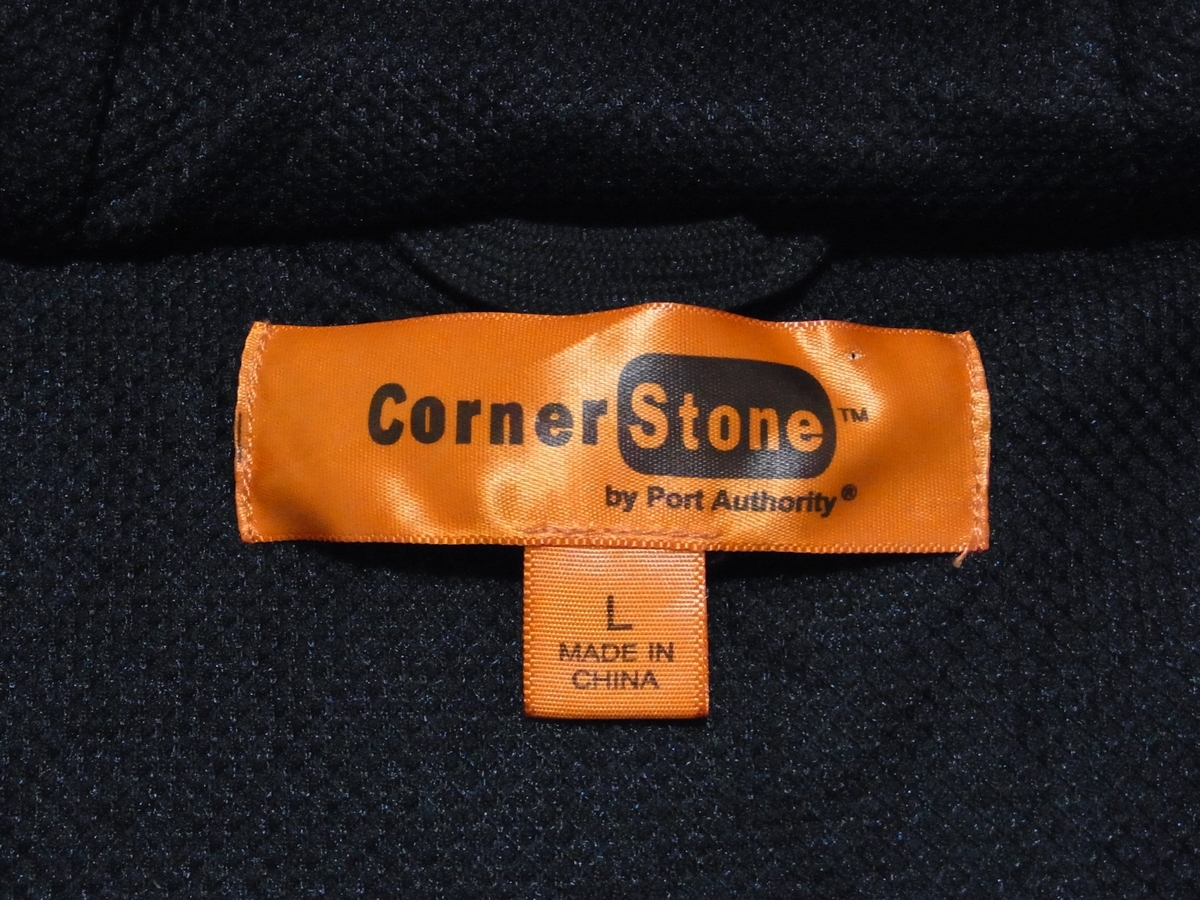 CornerStone™
by Port Authority®
L
MADE IN
CHINA